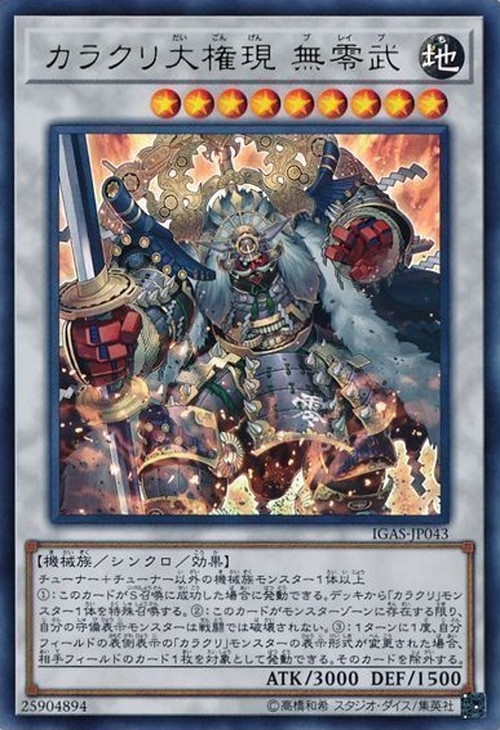 カラクリ大権現 無零武
だいごんげん ブレイブ
地
零
IGAS-JP043
【機械族／シンクロ／効果】
チューナー＋チューナー以外の機械族モンスター1体以上
①：このカードがS召喚に成功した場合に発動できる。デッキから「カラクリ」モン
スター1体を特殊召喚する。②：このカードがモンスターゾーンに存在する限り、
自分の守備表示モンスターは戦闘では破壊されない。③：1ターンに1度、自分
フィールドの表側表示の「カラクリ」モンスターの表示形式が変更された場合、
相手フィールドのカード1枚を対象として発動できる。そのカードを除外する。
ATK/3000 DEF/1500
25904894
©高橋和希 スタジオ・ダイス/集英社